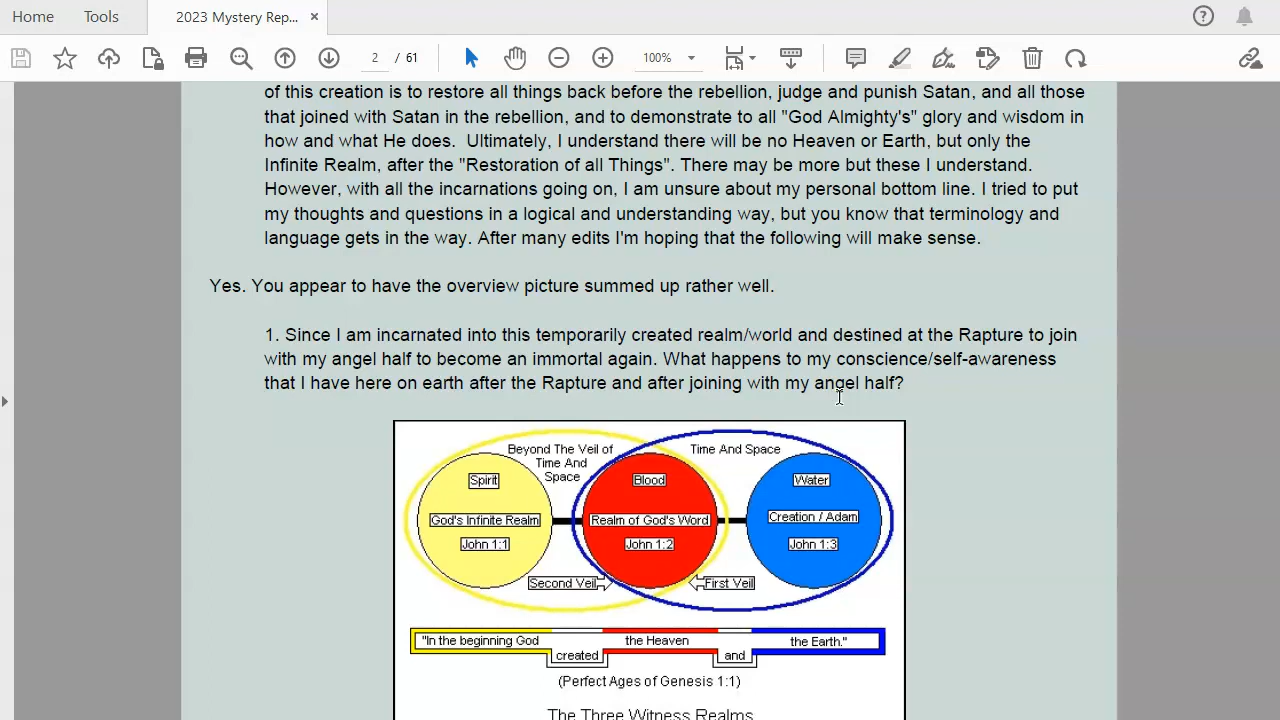 Home
Tools
2023 Mystery Rep... ×
2 / 61
100%
of this creation is to restore all things back before the rebellion, judge and punish Satan, and all those
that joined with Satan in the rebellion, and to demonstrate to all "God Almighty's" glory and wisdom in
how and what He does.  Ultimately, I understand there will be no Heaven or Earth, but only the
Infinite Realm, after the "Restoration of all Things". There may be more but these I understand.
However, with all the incarnations going on, I am unsure about my personal bottom line. I tried to put
my thoughts and questions in a logical and understanding way, but you know that terminology and
language gets in the way. After many edits I'm hoping that the following will make sense.
Yes. You appear to have the overview picture summed up rather well.
1. Since I am incarnated into this temporarily created realm/world and destined at the Rapture to join
with my angel half to become an immortal again. What happens to my conscience/self-awareness
that I have here on earth after the Rapture and after joining with my angel half?
Beyond The Veil of
Time And
Space
Time And Space
Spirit
God's Infinite Realm
John 1:1
Blood
Realm of God's Word
John 1:2
Water
Creation / Adam
John 1:3
Second Veil
First Veil
"In the beginning God
created
the Heaven
and
the Earth."
(Perfect Ages of Genesis 1:1)
The Three Witness Realms